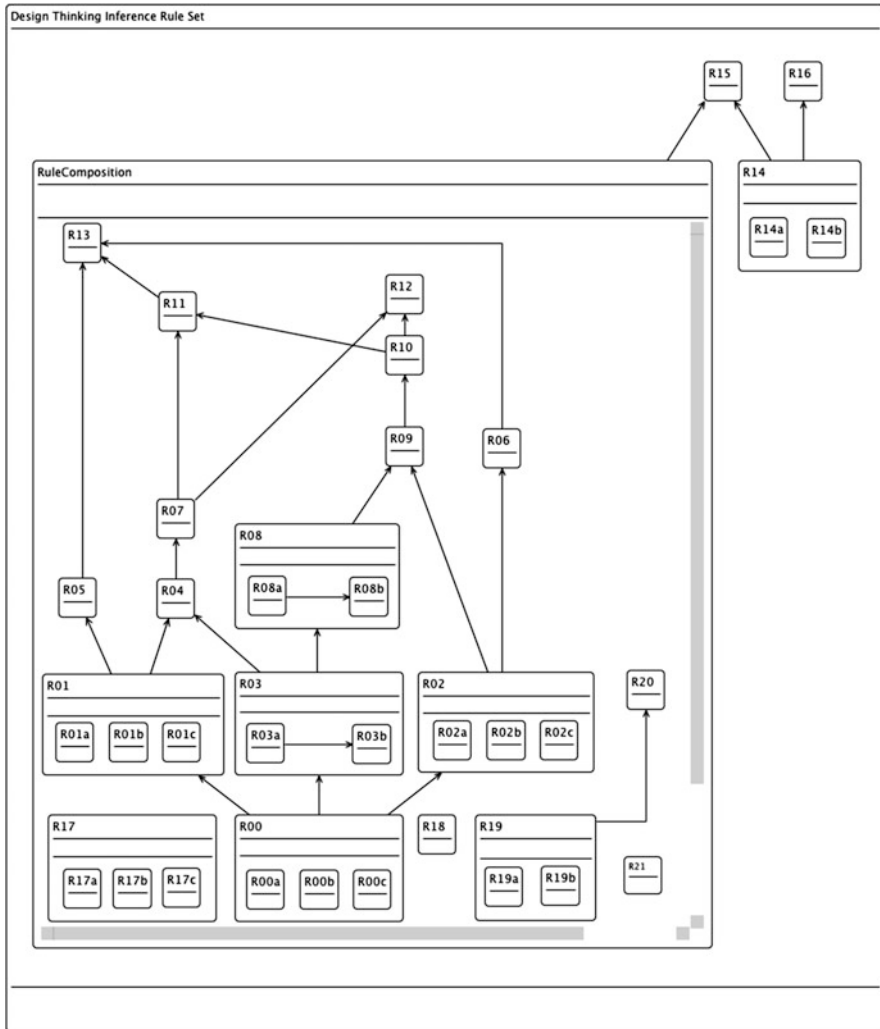 Design Thinking Inference Rule Set
R15
R16
RuleComposition
R14
R14a
R14b
R13
R12
R11
R10
R09
R06
R07
R08
R08a
R08b
R05
R04
R01
R01a
R01b
R01c
R03
R03a
R03b
R02
R02a
R02b
R02c
R20
R17
R17a
R17b
R17c
R00
R00a
R00b
R00c
R18
R19
R19a
R19b
R21